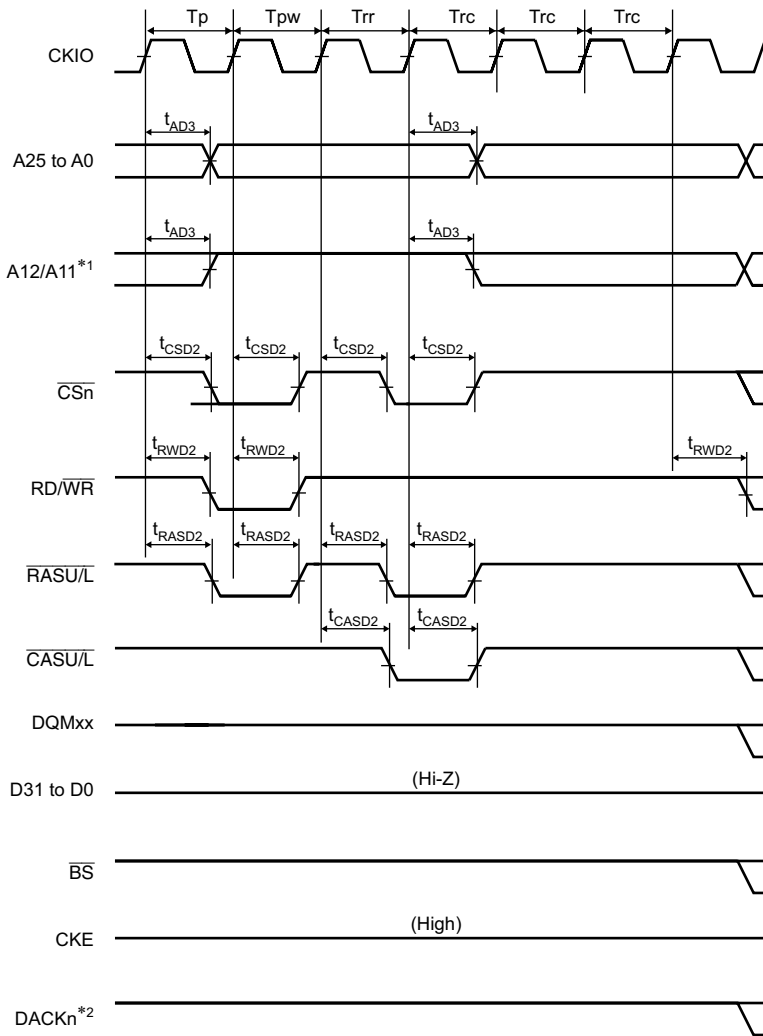 Tp Tpw Trr Trc Trc Trc
CKIO
tAD3 tAD3
A25 to A0
tAD3 tAD3
A12/A11*1
tCSD2 tCSD2 tCSD2 tCSD2
CSn
tRWD2 tRWD2 tRWD2
RD/WR
tRASD2 tRASD2 tRASD2 tRASD2
RASU/L
tCASD2 tCASD2
CASU/L
DQMxx
(Hi-Z)
D31 to D0
BS
(High)
CKE
DACKn*2